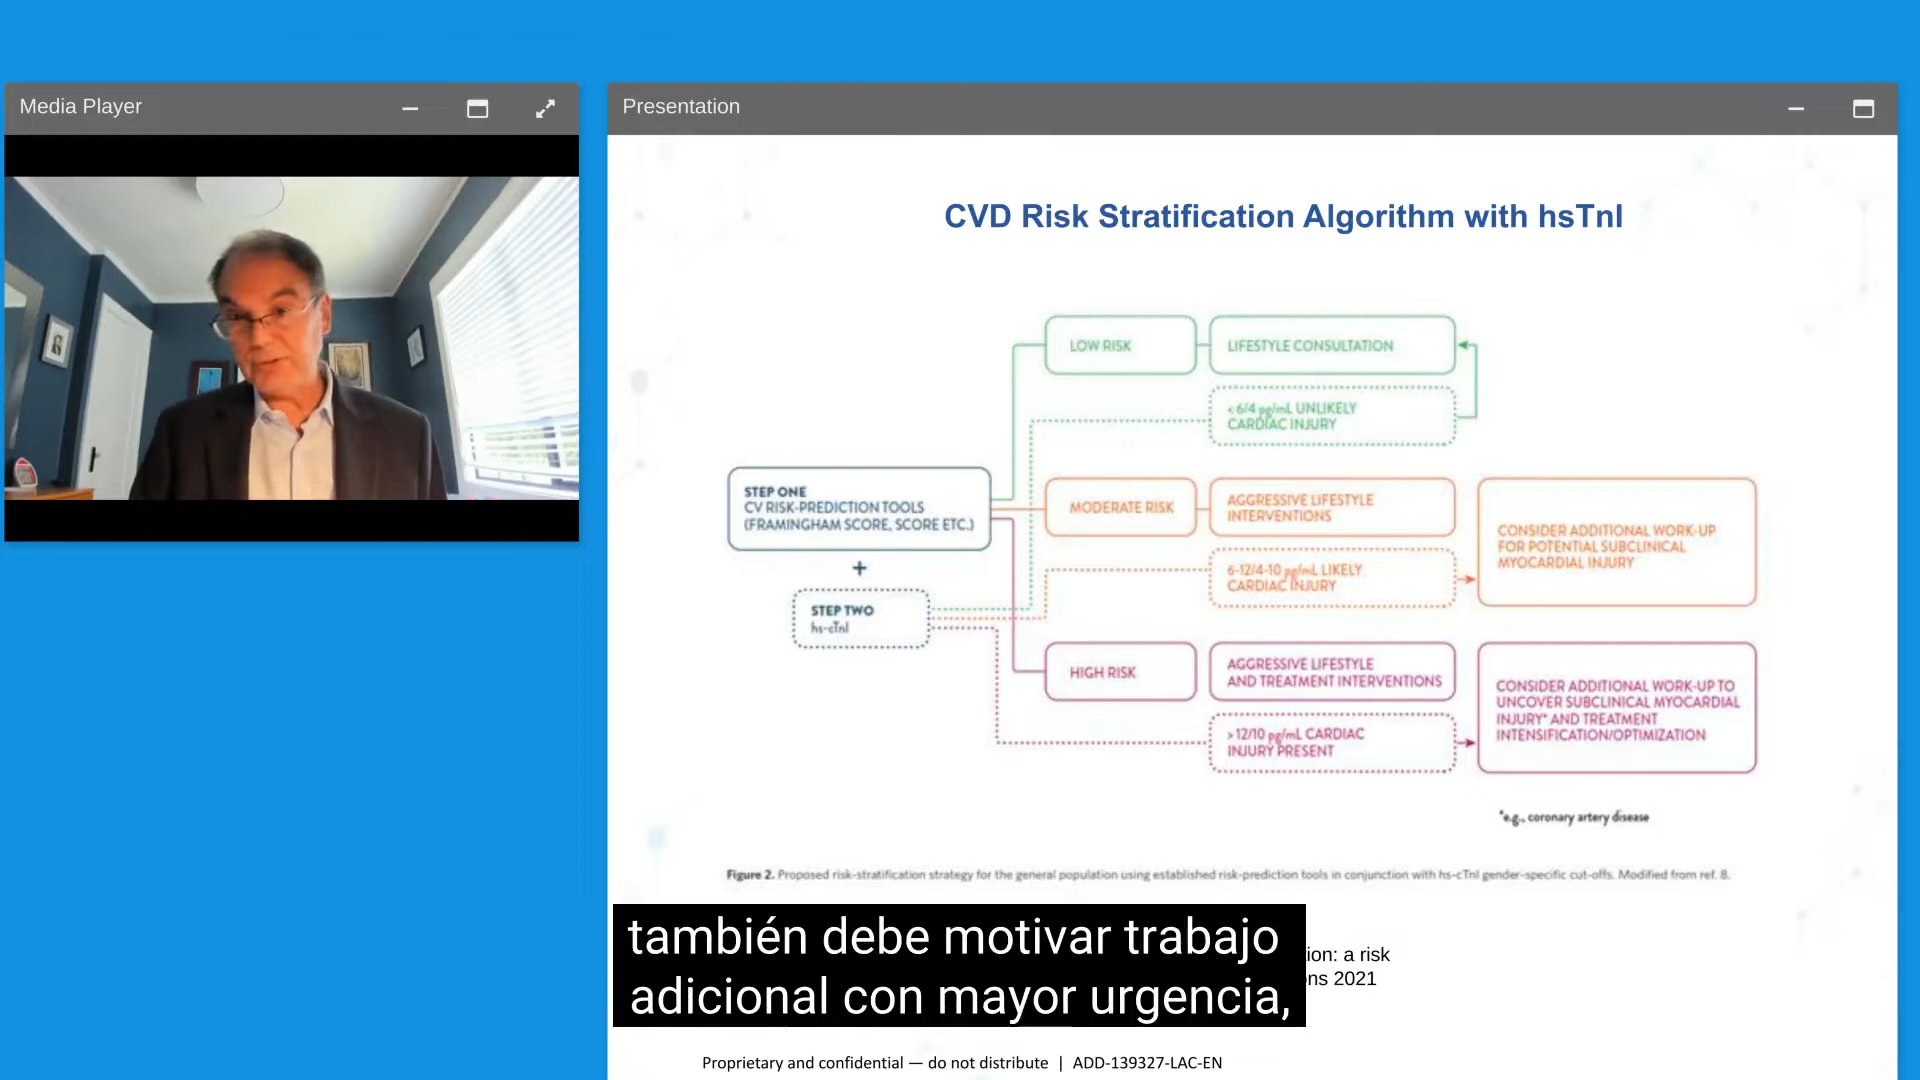 Media Player
Presentation
CVD Risk Stratification Algorithm with hsTnI
LOW RISK
LIFESTYLE CONSULTATION
< 6/4 pg/mL UNLIKELY
CARDIAC INJURY
STEP ONE
CV RISK-PREDICTION TOOLS
(FRAMINGHAM SCORE, SCORE ETC.)
+
STEP TWO
hs-cTnI
MODERATE RISK
AGGRESSIVE LIFESTYLE
INTERVENTIONS
6-12/4-10 pg/mL LIKELY
CARDIAC INJURY
CONSIDER ADDITIONAL WORK-UP
FOR POTENTIAL SUBCLINICAL
MYOCARDIAL INJURY
HIGH RISK
AGGRESSIVE LIFESTYLE
AND TREATMENT INTERVENTIONS
> 12/10 pg/mL CARDIAC
INJURY PRESENT
CONSIDER ADDITIONAL WORK-UP TO
UNCOVER SUBCLINICAL MYOCARDIAL
INJURY* AND TREATMENT
INTENSIFICATION/OPTIMIZATION
*e.g., coronary artery disease
Figure 2. Proposed risk-stratification strategy for the general population using established risk-prediction tools in conjunction with hs-cTnI gender-specific cut-offs. Modified from ref. 8.
también debe motivar trabajo
adicional con mayor urgencia,
ion: a risk
ns 2021
Proprietary and confidential — do not distribute | ADD-139327-LAC-EN